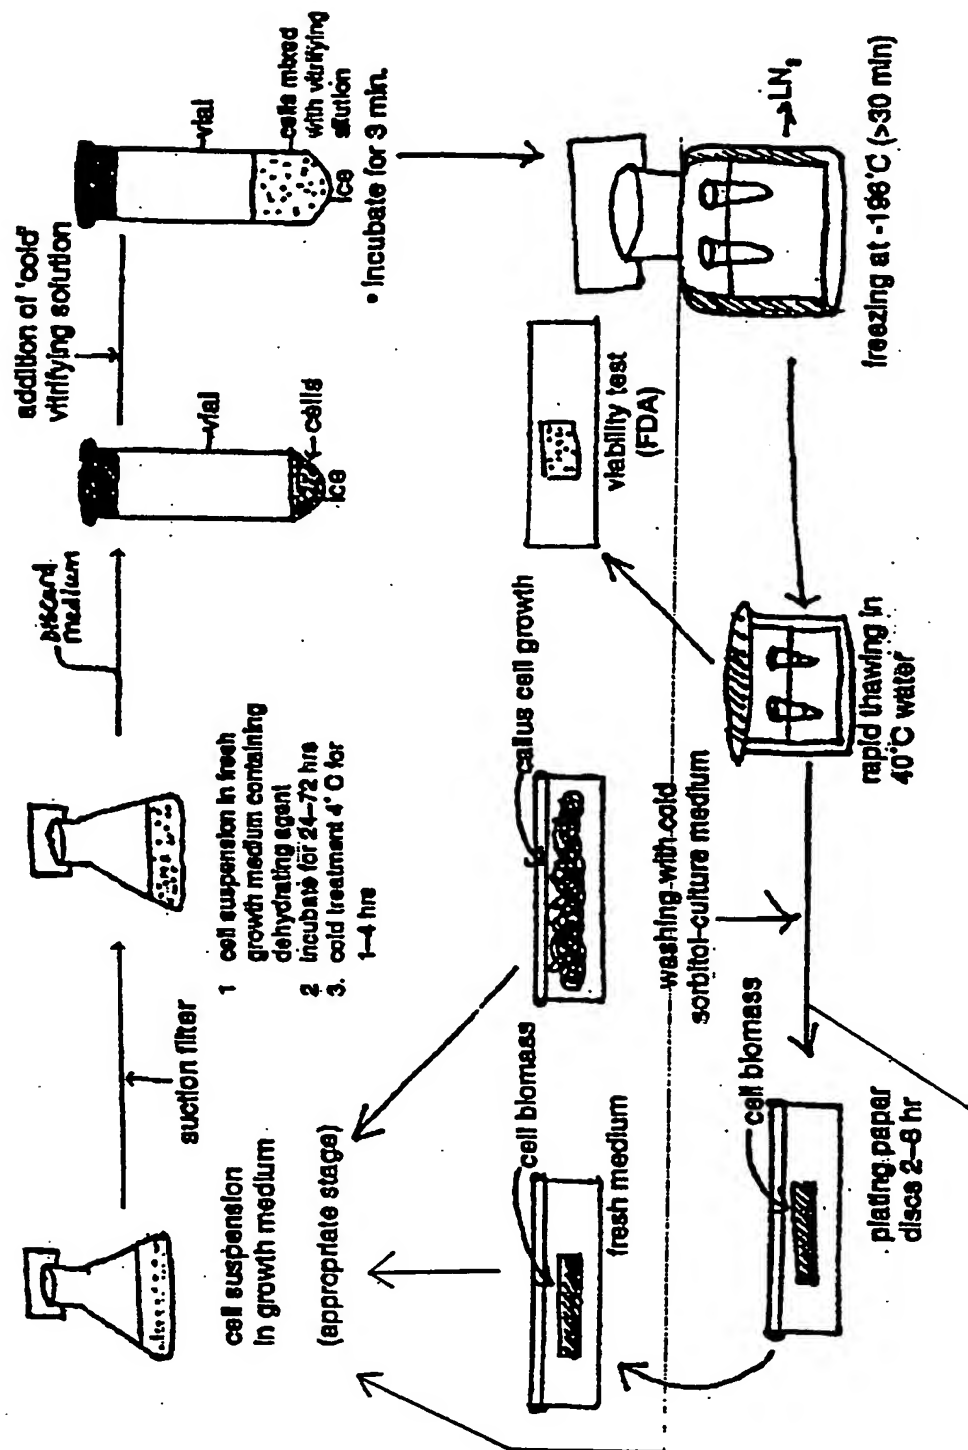 cell suspension
in growth medium
(appropriate stage)
suction filter
1 cell suspension in fresh
growth medium containing
dehydrating agent
2 incubate for 24–72 hrs
3. cold treatment 4° C for
1–4 hrs
Discard
medium
vial
cells
ice
addition of 'cold'
vitrifying solution
vial
cells mixed
with vitrifying
slution
ice
• incubate for 3 min.
LN₂
freezing at -196°C (>30 min)
rapid thawing in
40°C water
viability test
(FDA)
washing with cold
sorbitol-culture medium
cell biomass
plating paper
discs 2–8 hr
cell biomass
fresh medium
callus cell growth